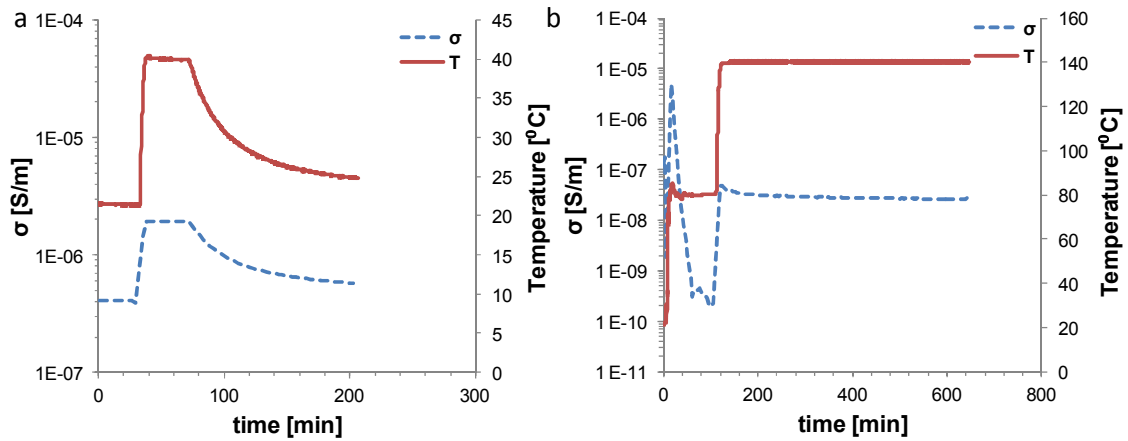 a
σ [S/m]
1E-04
1E-05
1E-06
1E-07
0
100
200
300
time [min]
45
40
35
30
25
20
15
10
5
0
Temperature [⁰C]
σ
T
b
σ [S/m]
1E-04
1E-05
1E-06
1E-07
1E-08
1E-09
1E-10
1E-11
0
200
400
600
800
time [min]
160
140
120
100
80
60
40
20
0
Temperature [⁰C]
σ
T